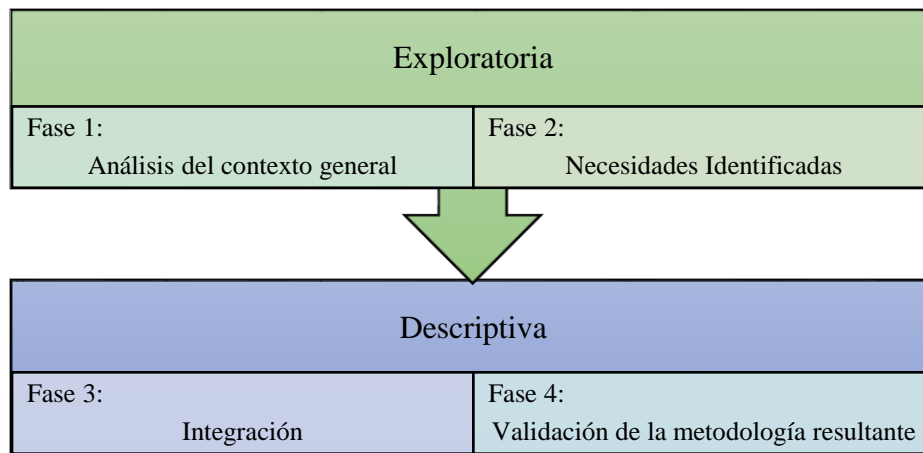 Exploratoria
Fase 1:
Análisis del contexto general
Fase 2:
Necesidades Identificadas
Descriptiva
Fase 3:
Integración
Fase 4:
Validación de la metodología resultante